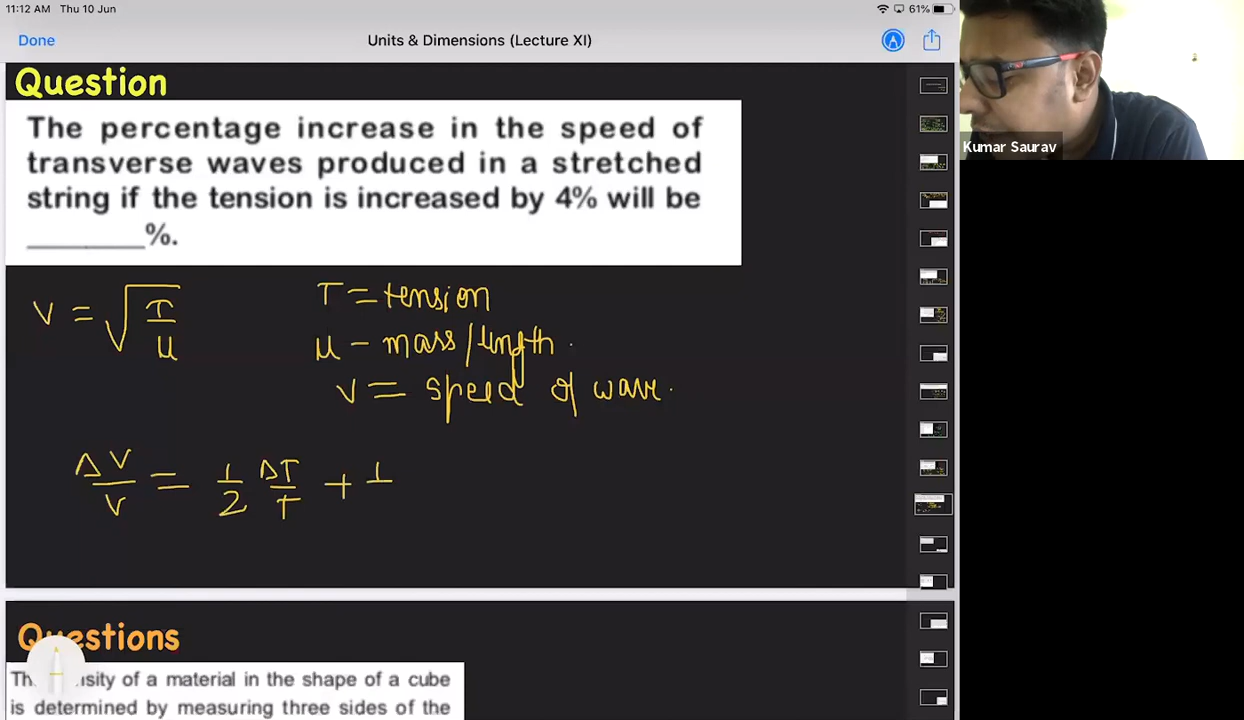 11:12 AM Thu 10 Jun
61%
Done
Units & Dimensions (Lecture XI)
Question
The percentage increase in the speed of
transverse waves produced in a stretched
string if the tension is increased by 4% will be
________%.
V = √(T/μ)
T = tension
μ - mass/length.
V = speed of wave.
ΔV/V = 1/2 ΔT/T + 1
Kumar Saurav
Questions
Th sity of a material in the shape of a cube
is determined by measuring three sides of the